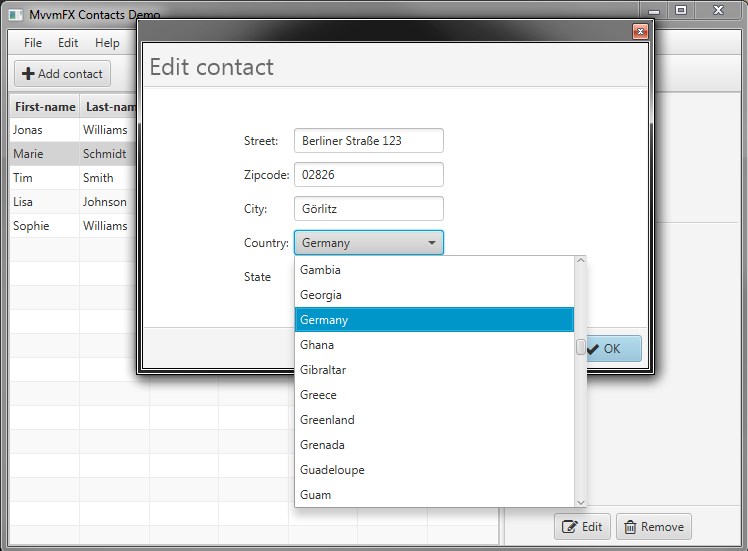 MvvmFX Contacts Demo
File Edit Help
Add contact
First-name Last-nam
Jonas Williams
Marie Schmidt
Tim Smith
Lisa Johnson
Sophie Williams
Edit contact
Street: Berliner Straße 123
Zipcode: 02826
City: Görlitz
Country: Germany
State
Gambia
Georgia
Germany
Ghana
Gibraltar
Greece
Greenland
Grenada
Guadeloupe
Guam
OK
Edit Remove